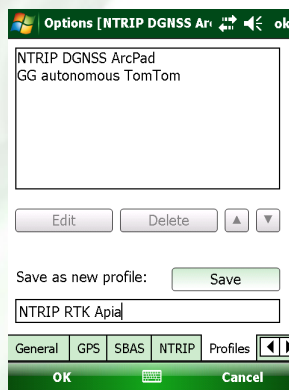 Options [NTRIP DGNSS Ar ok
NTRIP DGNSS ArcPad
GG autonomous TomTom
Edit Delete
Save as new profile: Save
NTRIP RTK Apia
General GPS SBAS NTRIP Profiles
OK Cancel